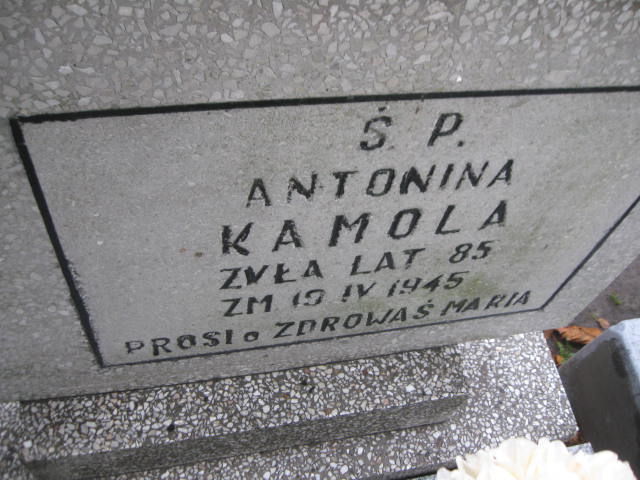 Ś. P.
ANTONINA
KAMOLA
ŻYŁA LAT 85
ZM 19 IV 1945
PROSI o ZDROWAŚ MARIA